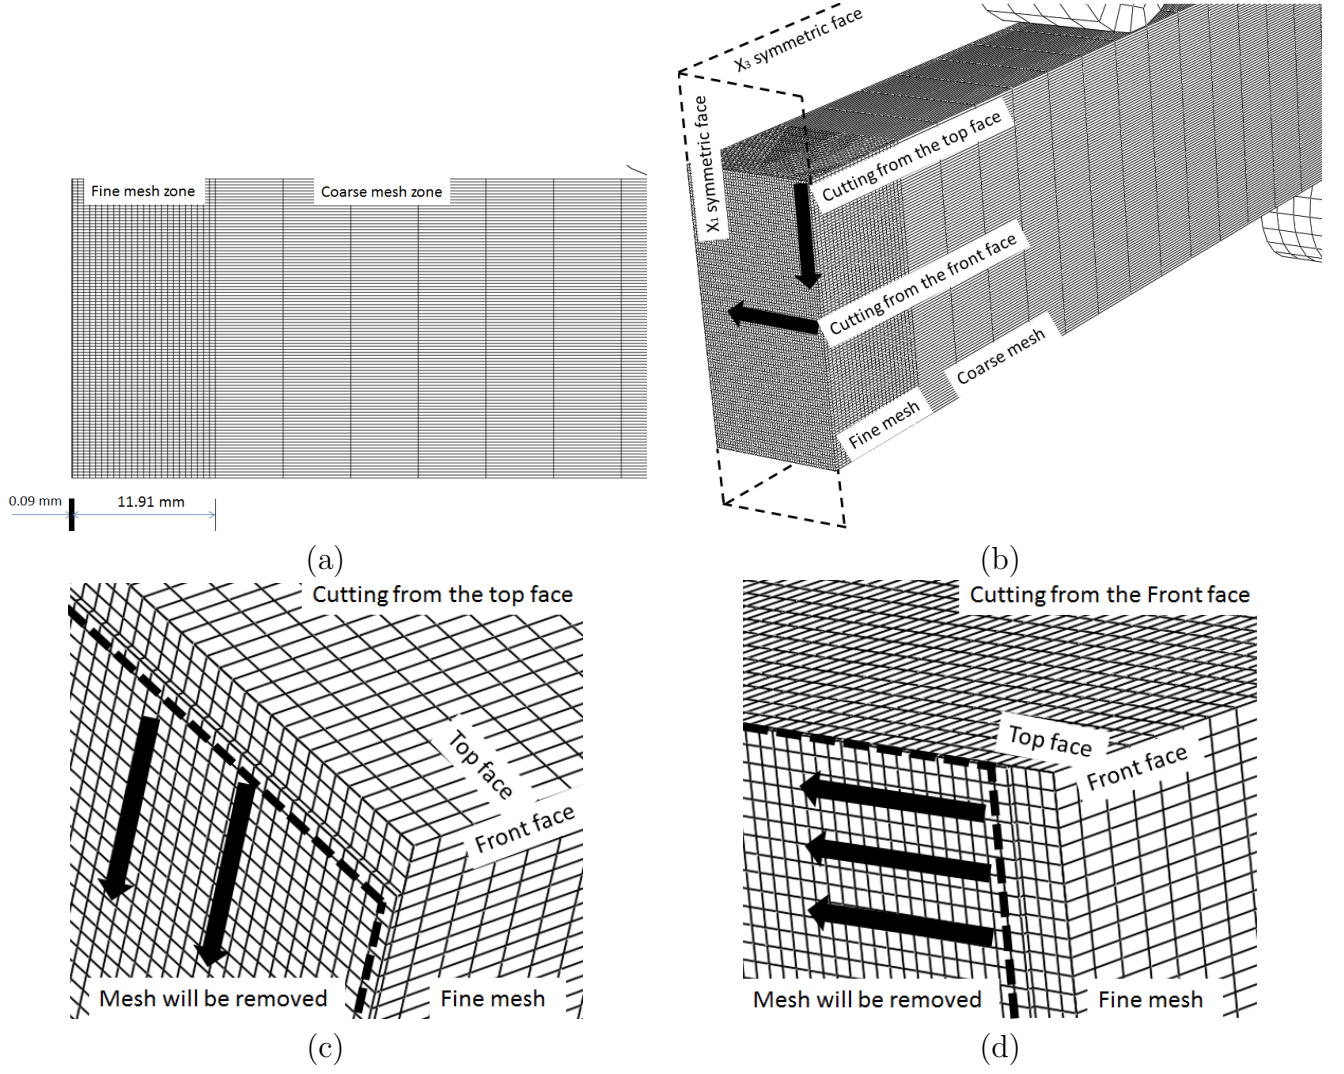 Fine mesh zone
Coarse mesh zone
0.09 mm
11.91 mm
(a)
X₃ symmetric face
X₁ symmetric face
Cutting from the top face
Cutting from the front face
Coarse mesh
Fine mesh
(b)
Cutting from the top face
Top face
Front face
Mesh will be removed
Fine mesh
(c)
Cutting from the Front face
Top face
Front face
Mesh will be removed
Fine mesh
(d)